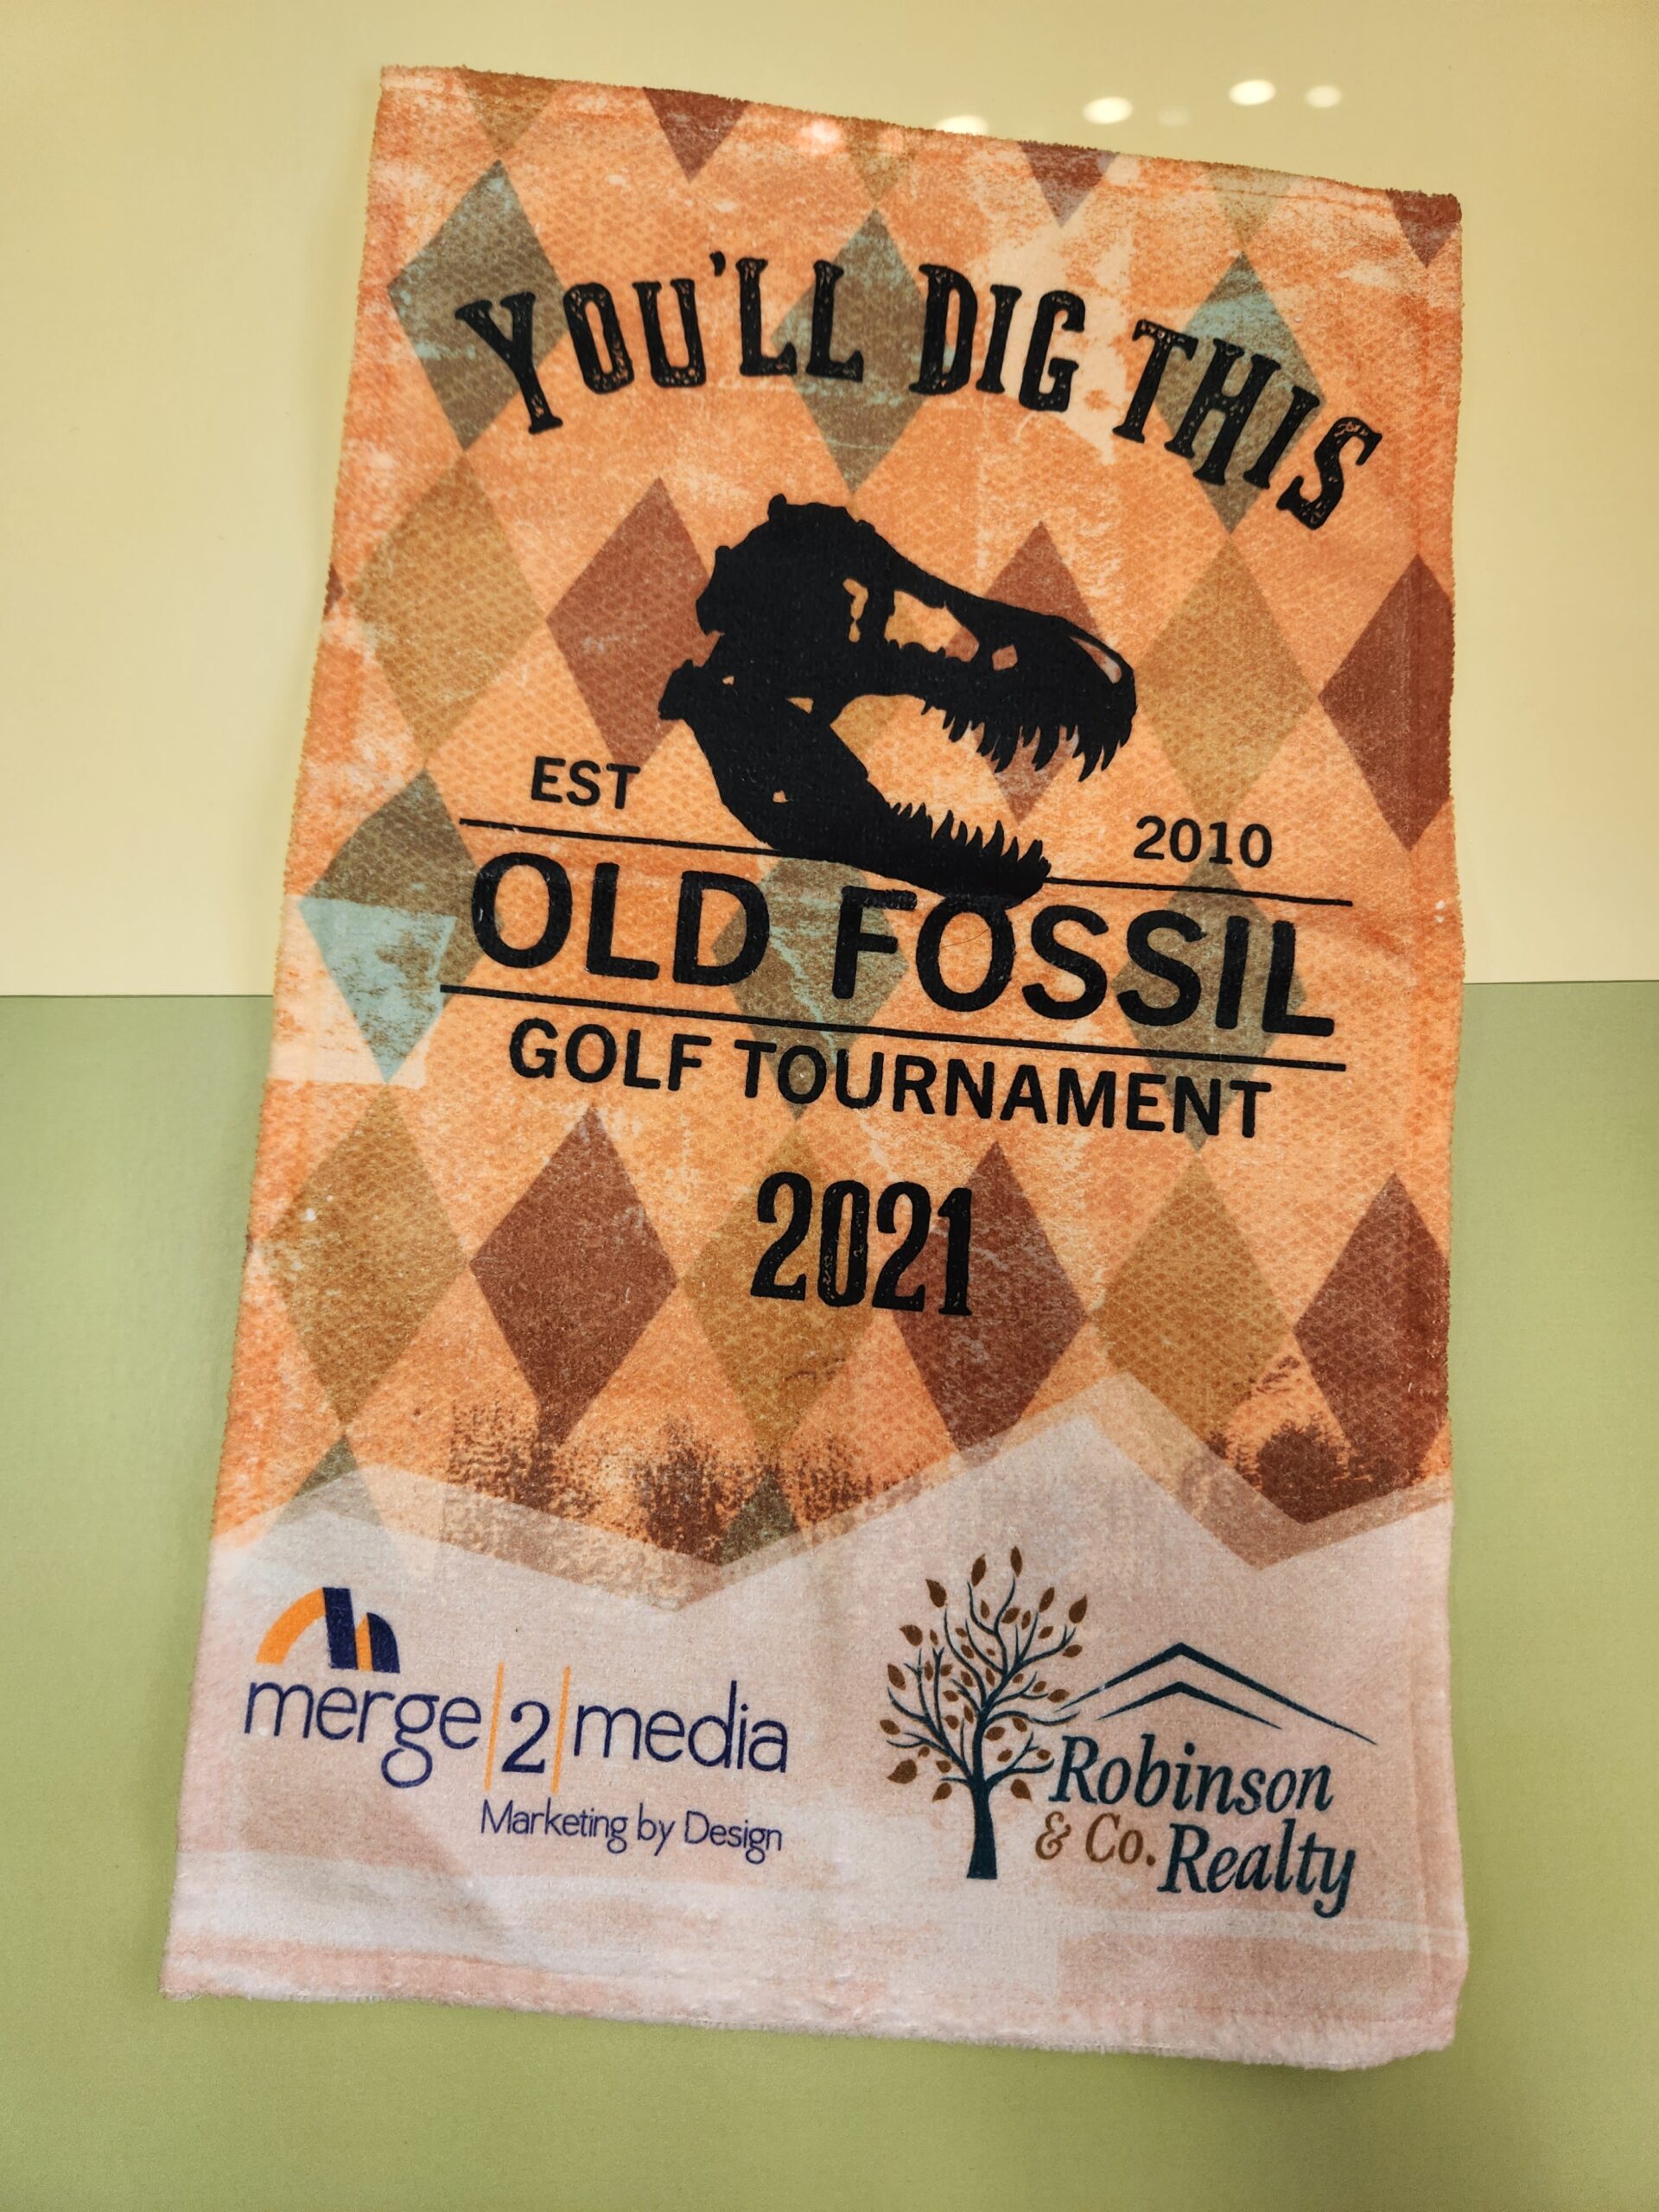 YOU'LL DIG THIS
EST 2010
OLD FOSSIL
GOLF TOURNAMENT
2021
merge|2|media
Marketing by Design
Robinson
& Co. Realty